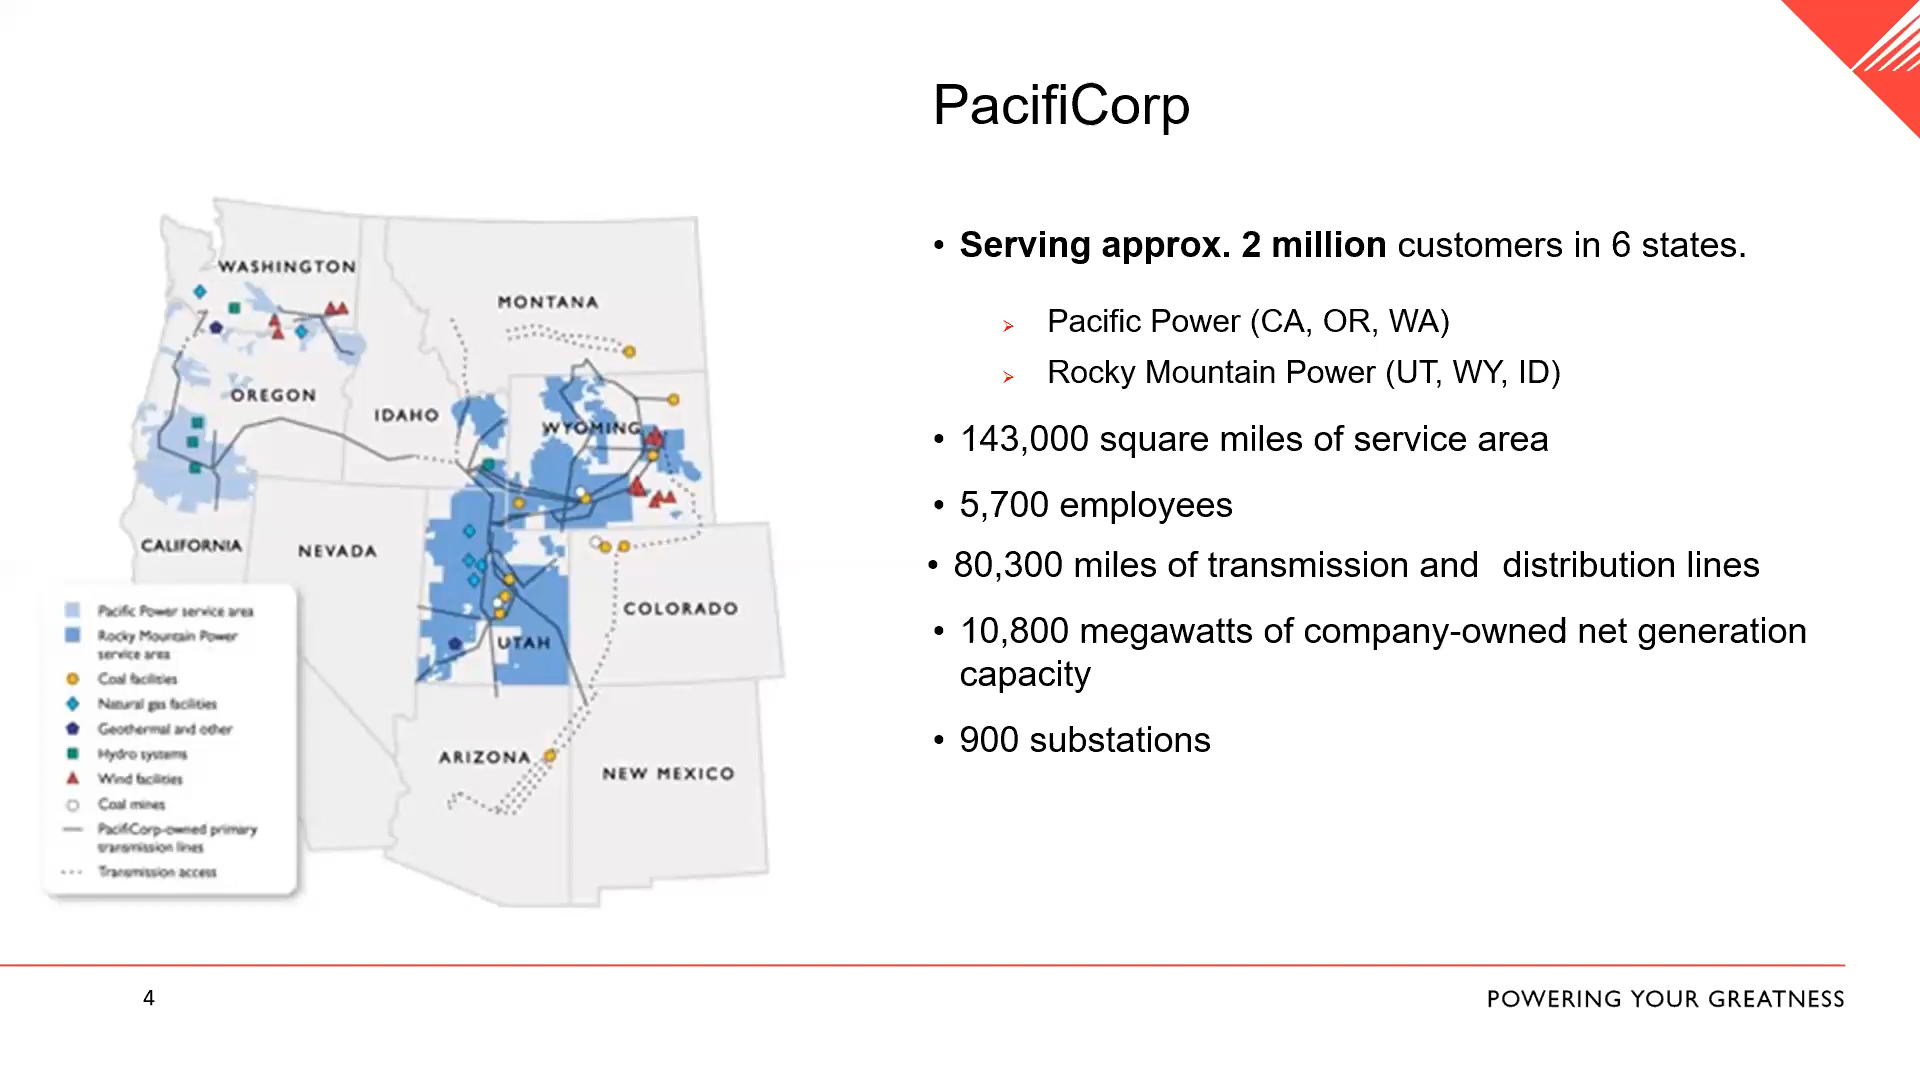 PacifiCorp
• Serving approx. 2 million customers in 6 states.
Pacific Power (CA, OR, WA)
Rocky Mountain Power (UT, WY, ID)
• 143,000 square miles of service area
• 5,700 employees
• 80,300 miles of transmission and distribution lines
• 10,800 megawatts of company-owned net generation
capacity
• 900 substations
WASHINGTON
MONTANA
OREGON
IDAHO
WYOMING
CALIFORNIA
NEVADA
UTAH
COLORADO
ARIZONA
NEW MEXICO
Pacific Power service area
Rocky Mountain Power
service area
Coal facilities
Natural gas facilities
Geothermal and other
Hydro systems
Wind facilities
Coal mines
PacifiCorp-owned primary
transmission lines
Transmission access
4
POWERING YOUR GREATNESS